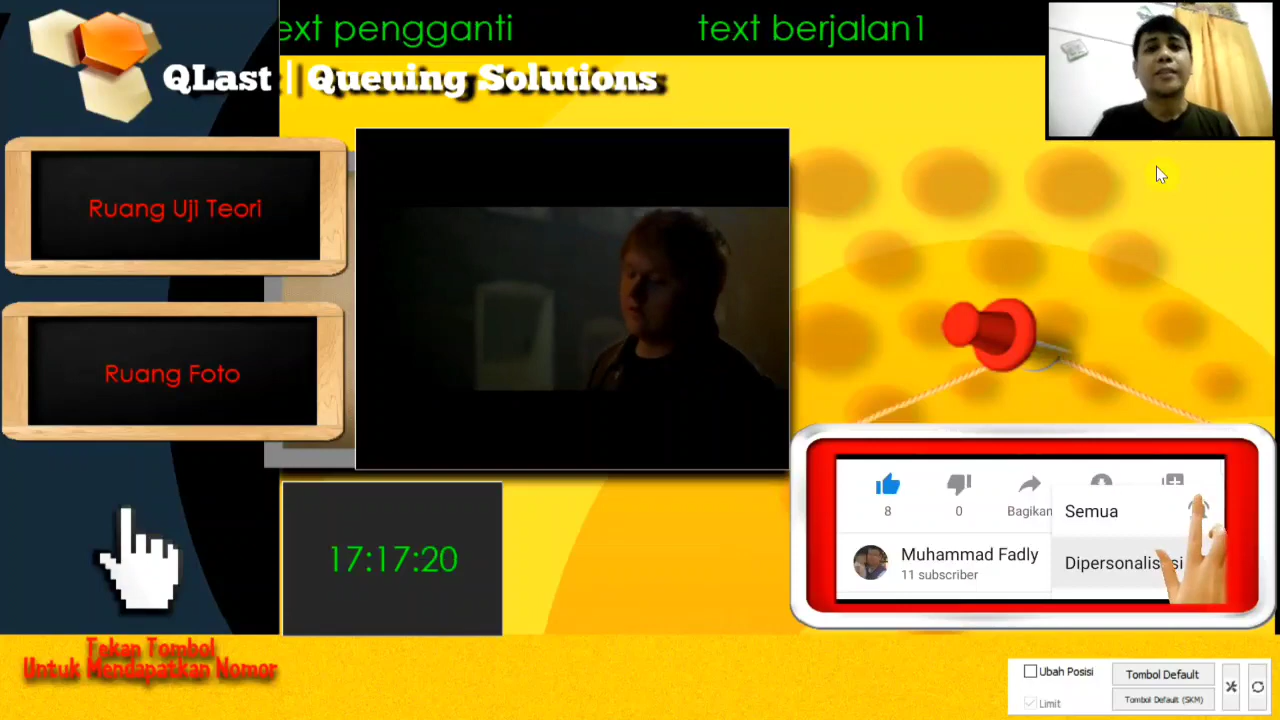 ext pengganti
text berjalan1
QLast | Queuing Solutions
Ruang Uji Teori
Ruang Foto
17:17:20
8
0
Bagikan
Semua
Muhammad Fadly
11 subscriber
Tekan Tombol
Untuk Mendapatkan Nomor
Ubah Posisi
Tombol Default
Limit
Tombol Default (SKM)